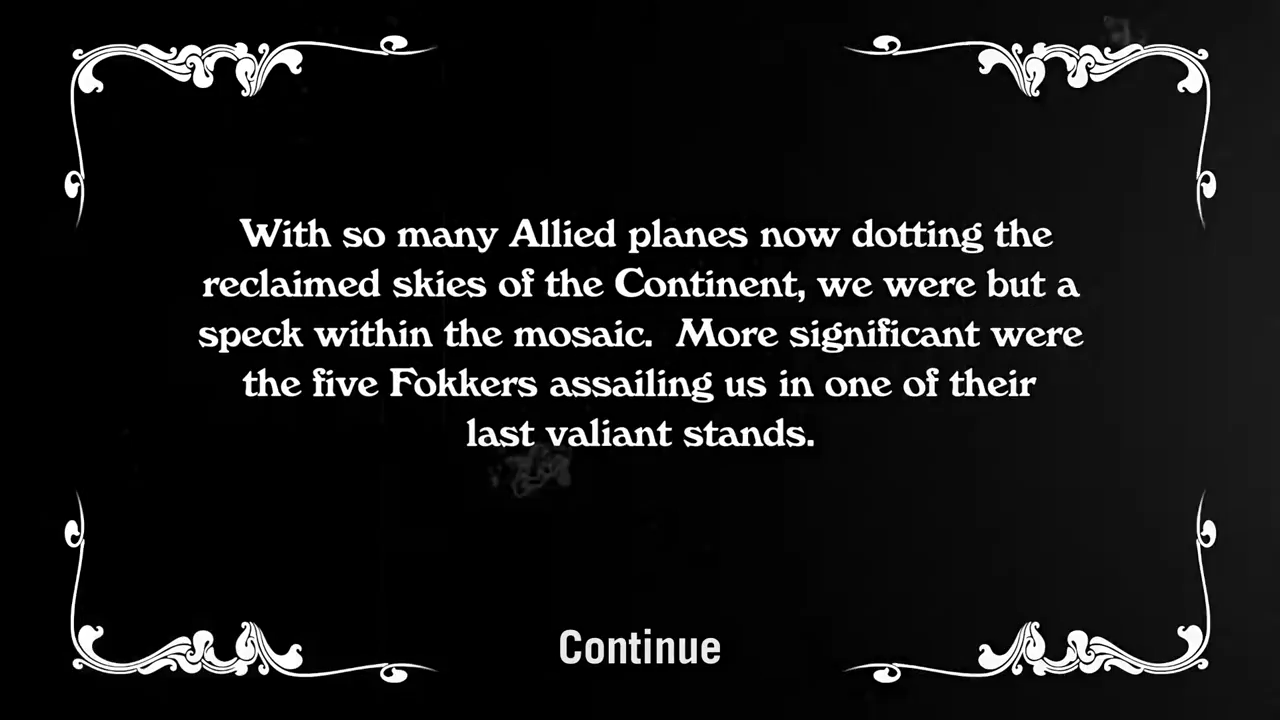 With so many Allied planes now dotting the
reclaimed skies of the Continent, we were but a
speck within the mosaic.  More significant were
the five Fokkers assailing us in one of their
last valiant stands.
Continue